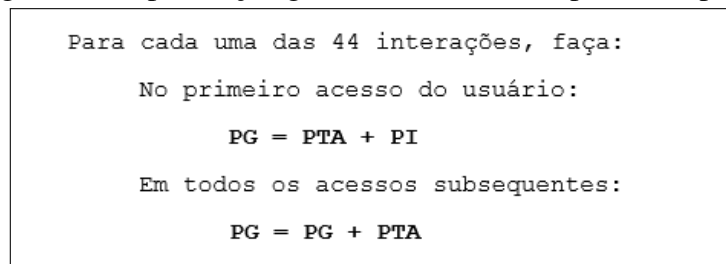 Para cada uma das 44 interações, faça:
No primeiro acesso do usuário:
PG = PTA + PI
Em todos os acessos subsequentes:
PG = PG + PTA